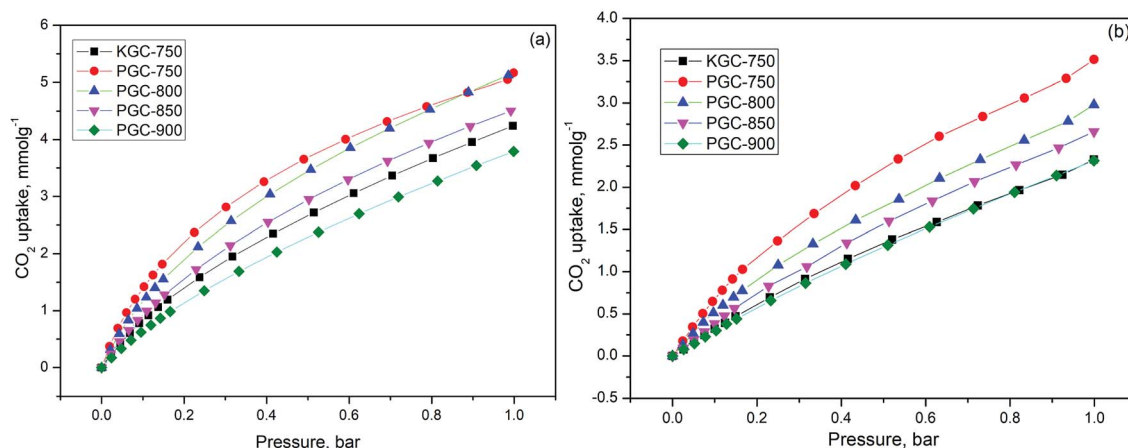 (a)
KGC-750
PGC-750
PGC-800
PGC-850
PGC-900
CO2 uptake, mmolg-1
6
5
4
3
2
1
0
0.0 0.2 0.4 0.6 0.8 1.0
Pressure, bar
(b)
KGC-750
PGC-750
PGC-800
PGC-850
PGC-900
CO2 uptake, mmolg-1
4.0
3.5
3.0
2.5
2.0
1.5
1.0
0.5
0.0
-0.5
0.0 0.2 0.4 0.6 0.8 1.0
Pressure, bar